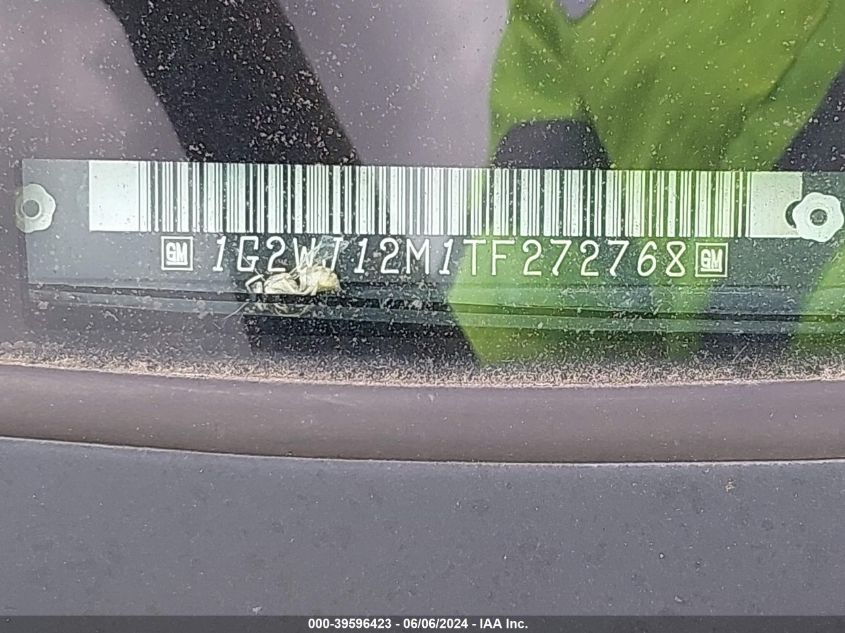 GM 1G2WJ12M1TF272768 GM
000-39596423 / 06/06/2024 - IAA Inc.